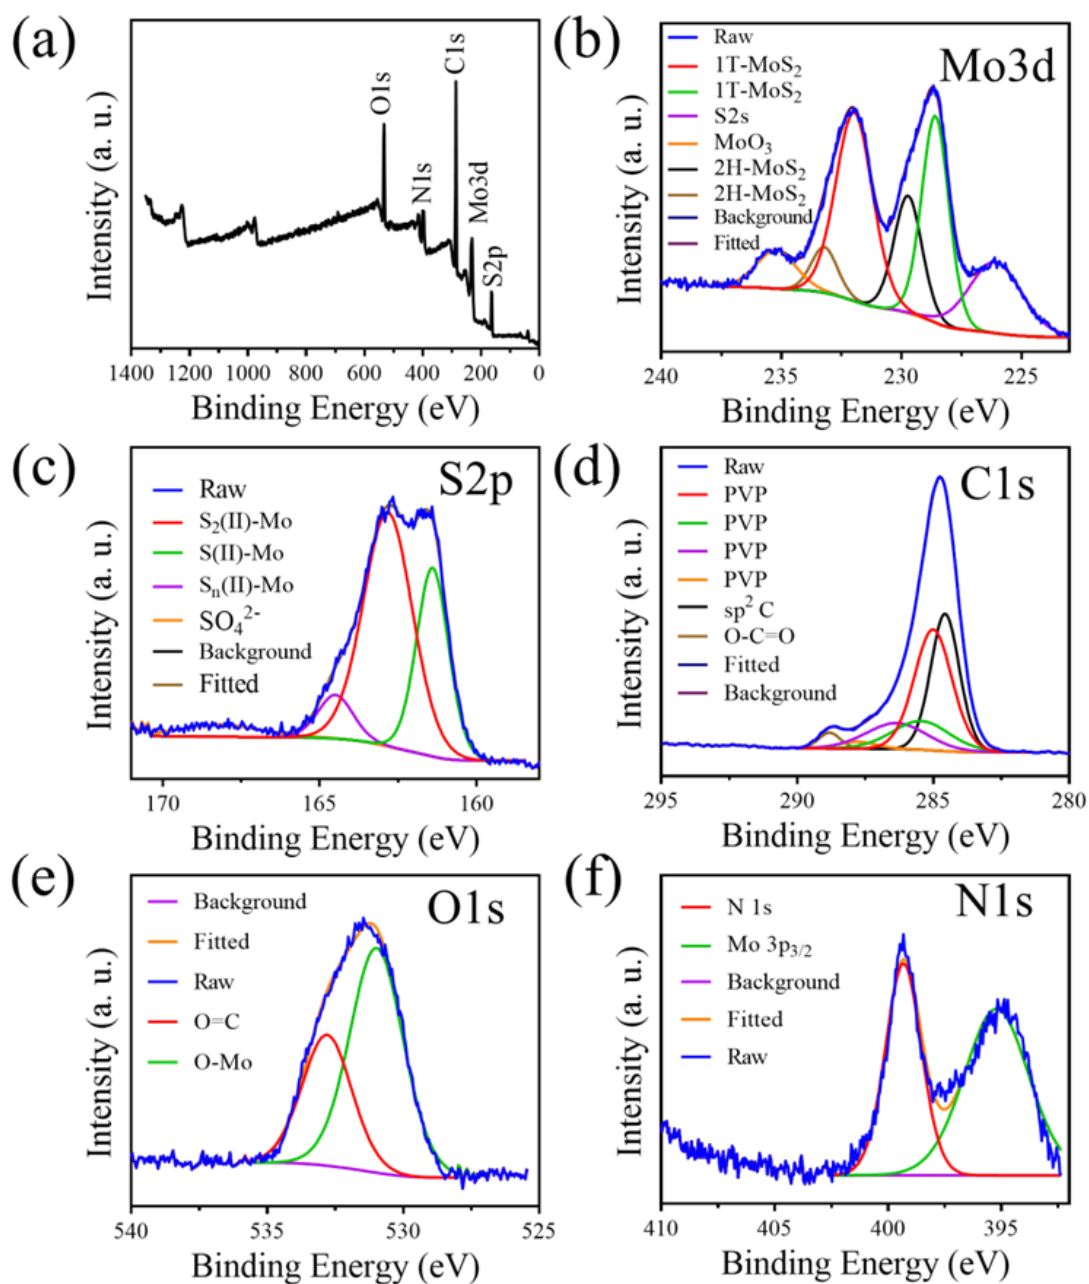 (a)
C1s
O1s
N1s
Mo3d
S2p
Intensity (a. u.)
1400 1200 1000 800 600 400 200 0
Binding Energy (eV)
(b)
Mo3d
Raw
1T-MoS₂
1T-MoS₂
S2s
MoO₃
2H-MoS₂
2H-MoS₂
Background
Fitted
Intensity (a. u.)
240 235 230 225
Binding Energy (eV)
(c)
S2p
Raw
S₂(II)-Mo
S(II)-Mo
Sₙ(II)-Mo
SO₄²⁻
Background
Fitted
Intensity (a. u.)
170 165 160
Binding Energy (eV)
(d)
C1s
Raw
PVP
PVP
PVP
PVP
sp² C
O-C=O
Fitted
Background
Intensity (a. u.)
295 290 285 280
Binding Energy (eV)
(e)
O1s
Background
Fitted
Raw
O=C
O-Mo
Intensity (a. u.)
540 535 530 525
Binding Energy (eV)
(f)
N1s
N 1s
Mo 3p₃/₂
Background
Fitted
Raw
Intensity (a. u.)
410 405 400 395
Binding Energy (eV)